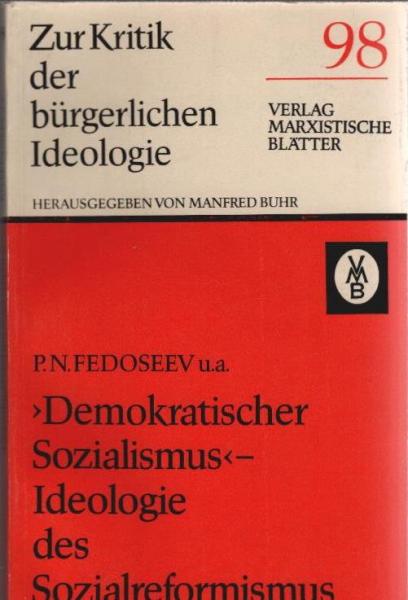 Zur Kritik
der
bürgerlichen
Ideologie
98
VERLAG
MARXISTISCHE
BLÄTTER
HERAUSGEGEBEN VON MANFRED BUHR
VMB
P.N.FEDOSEEV u.a.
›Demokratischer
Sozialismus‹–
Ideologie
des
Sozialreformismus